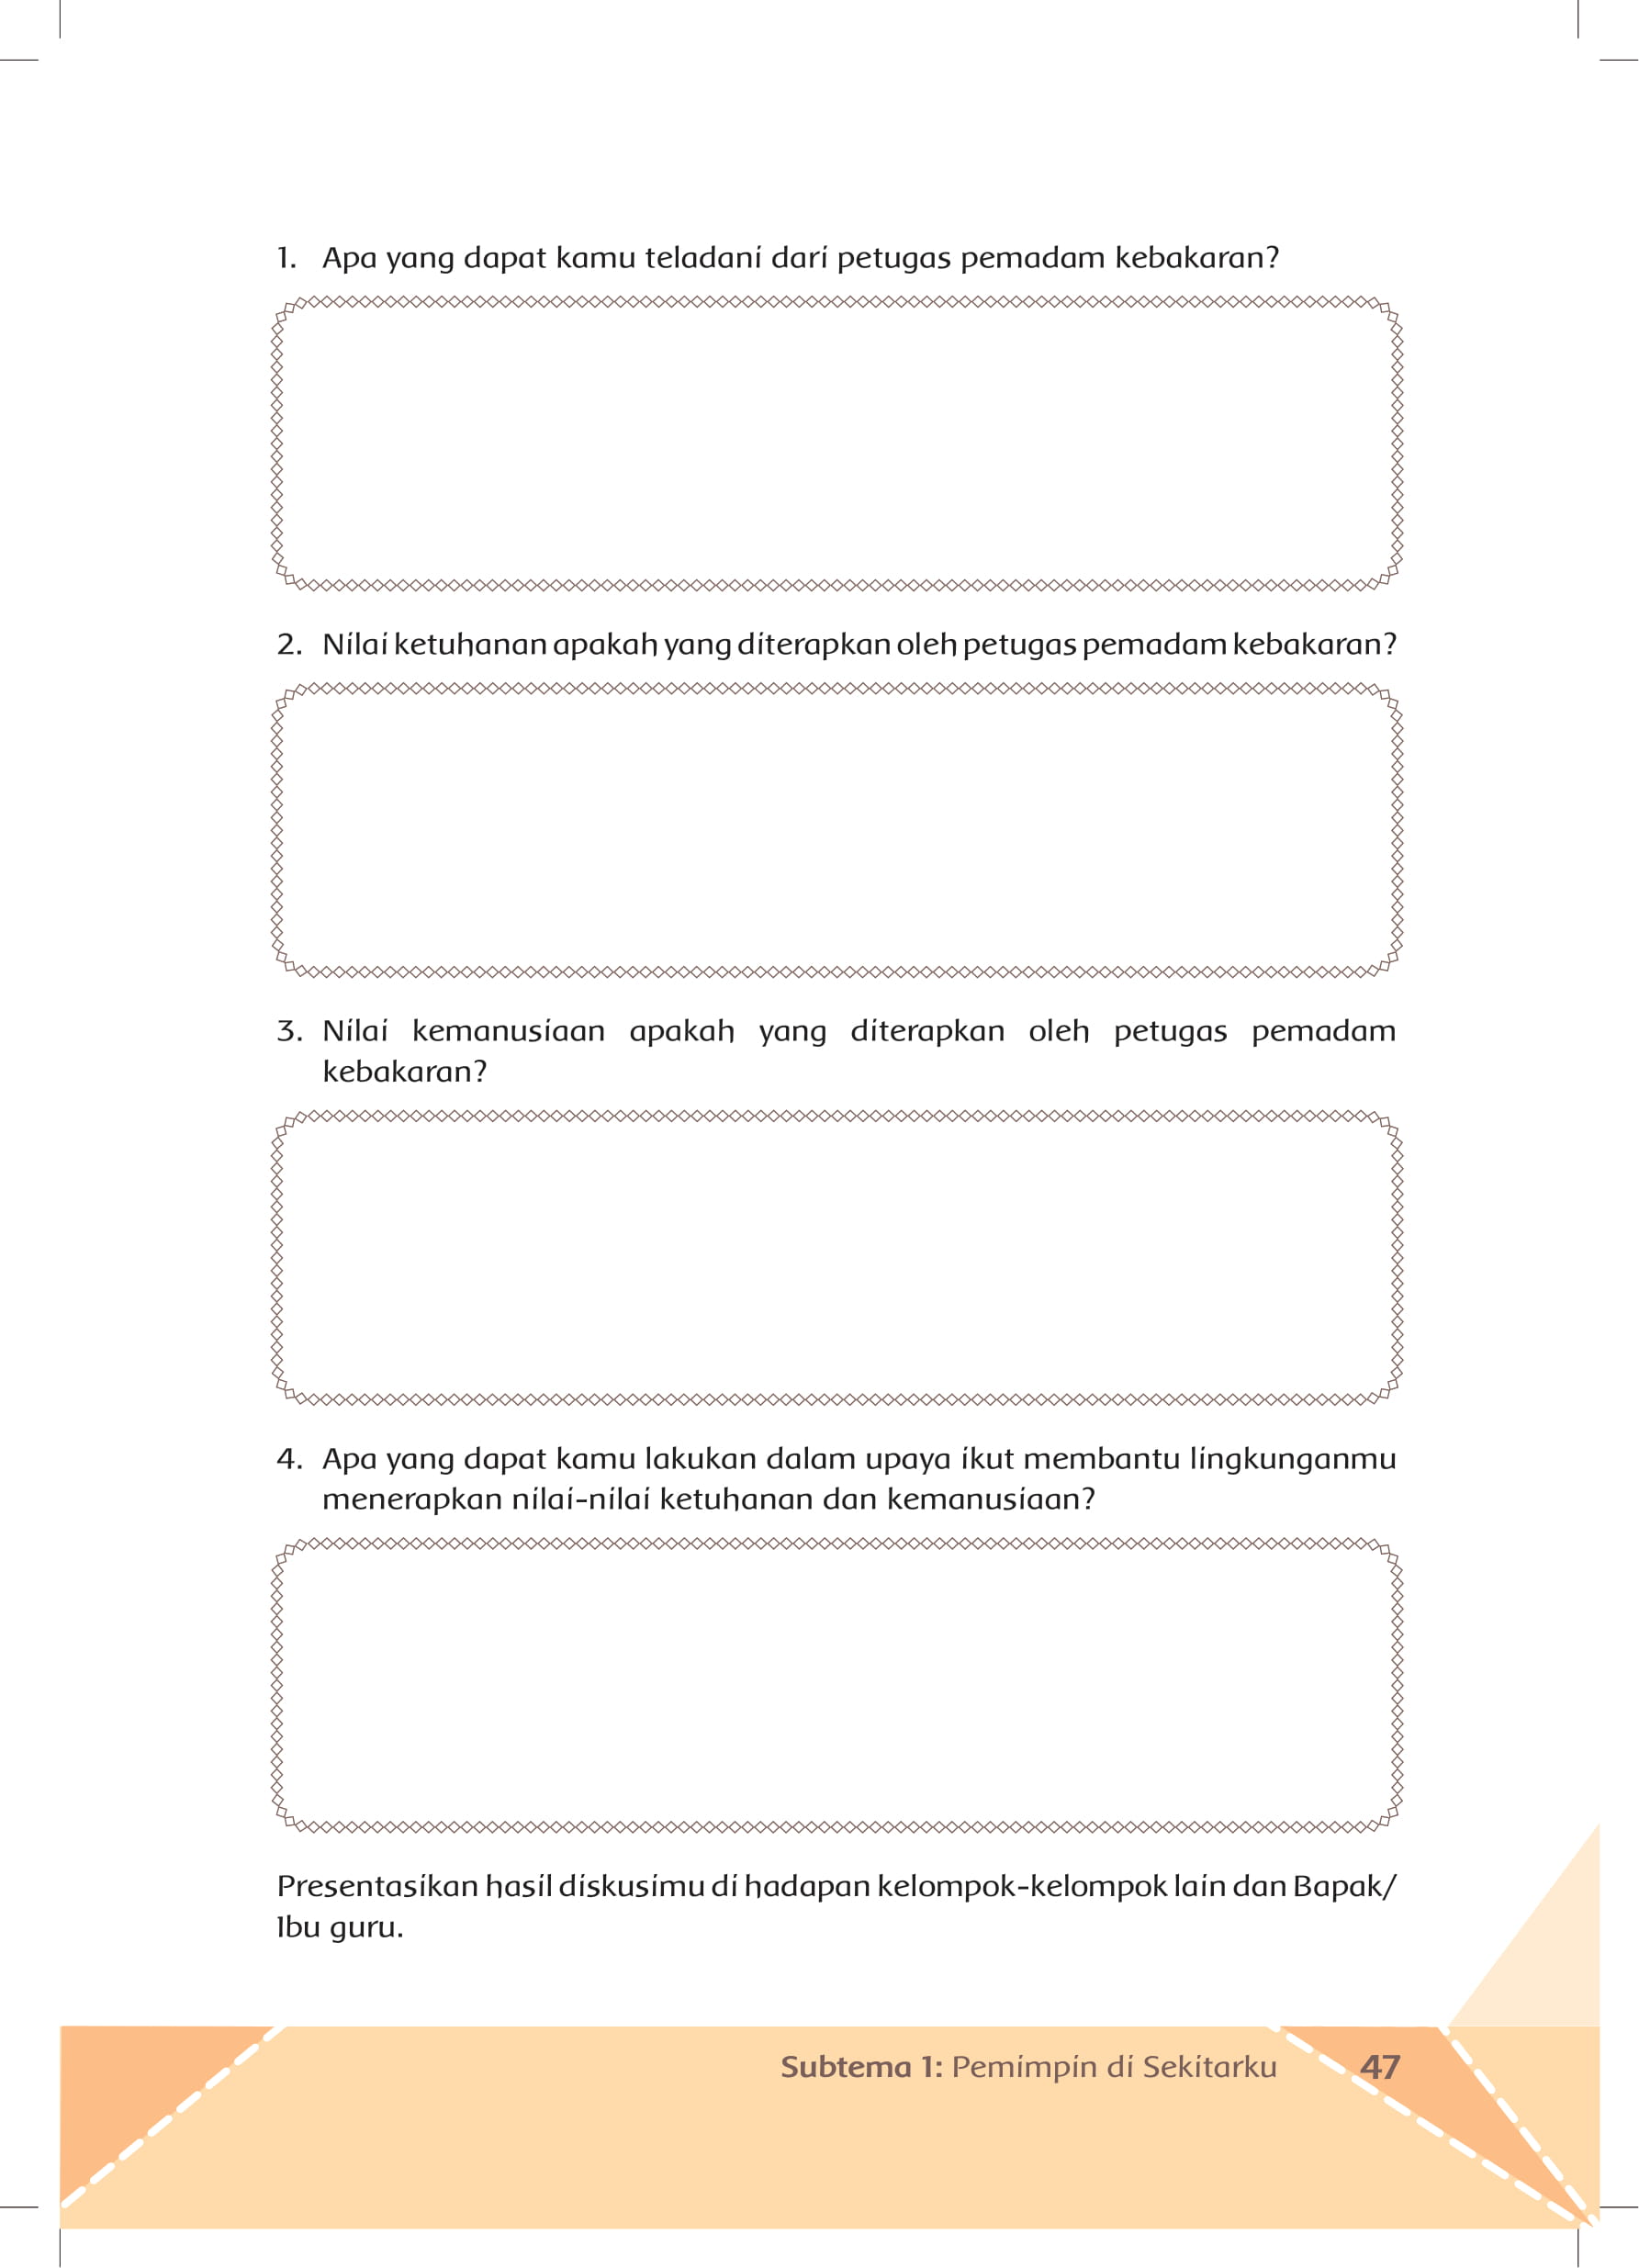 1. Apa yang dapat kamu teladani dari petugas pemadam kebakaran?
2. Nilai ketuhanan apakah yang diterapkan oleh petugas pemadam kebakaran?
3. Nilai kemanusiaan apakah yang diterapkan oleh petugas pemadam
kebakaran?
4. Apa yang dapat kamu lakukan dalam upaya ikut membantu lingkunganmu
menerapkan nilai-nilai ketuhanan dan kemanusiaan?
Presentasikan hasil diskusimu di hadapan kelompok-kelompok lain dan Bapak/
Ibu guru.
Subtema 1: Pemimpin di Sekitarku 47